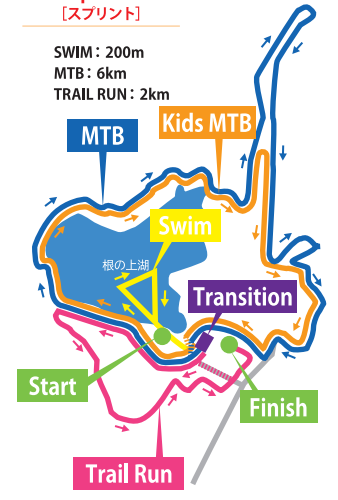 [スプリント]
SWIM：200m
MTB：6km
TRAIL RUN：2km
Kids MTB
MTB
Swim
根の上湖
Transition
Start
Finish
Trail Run